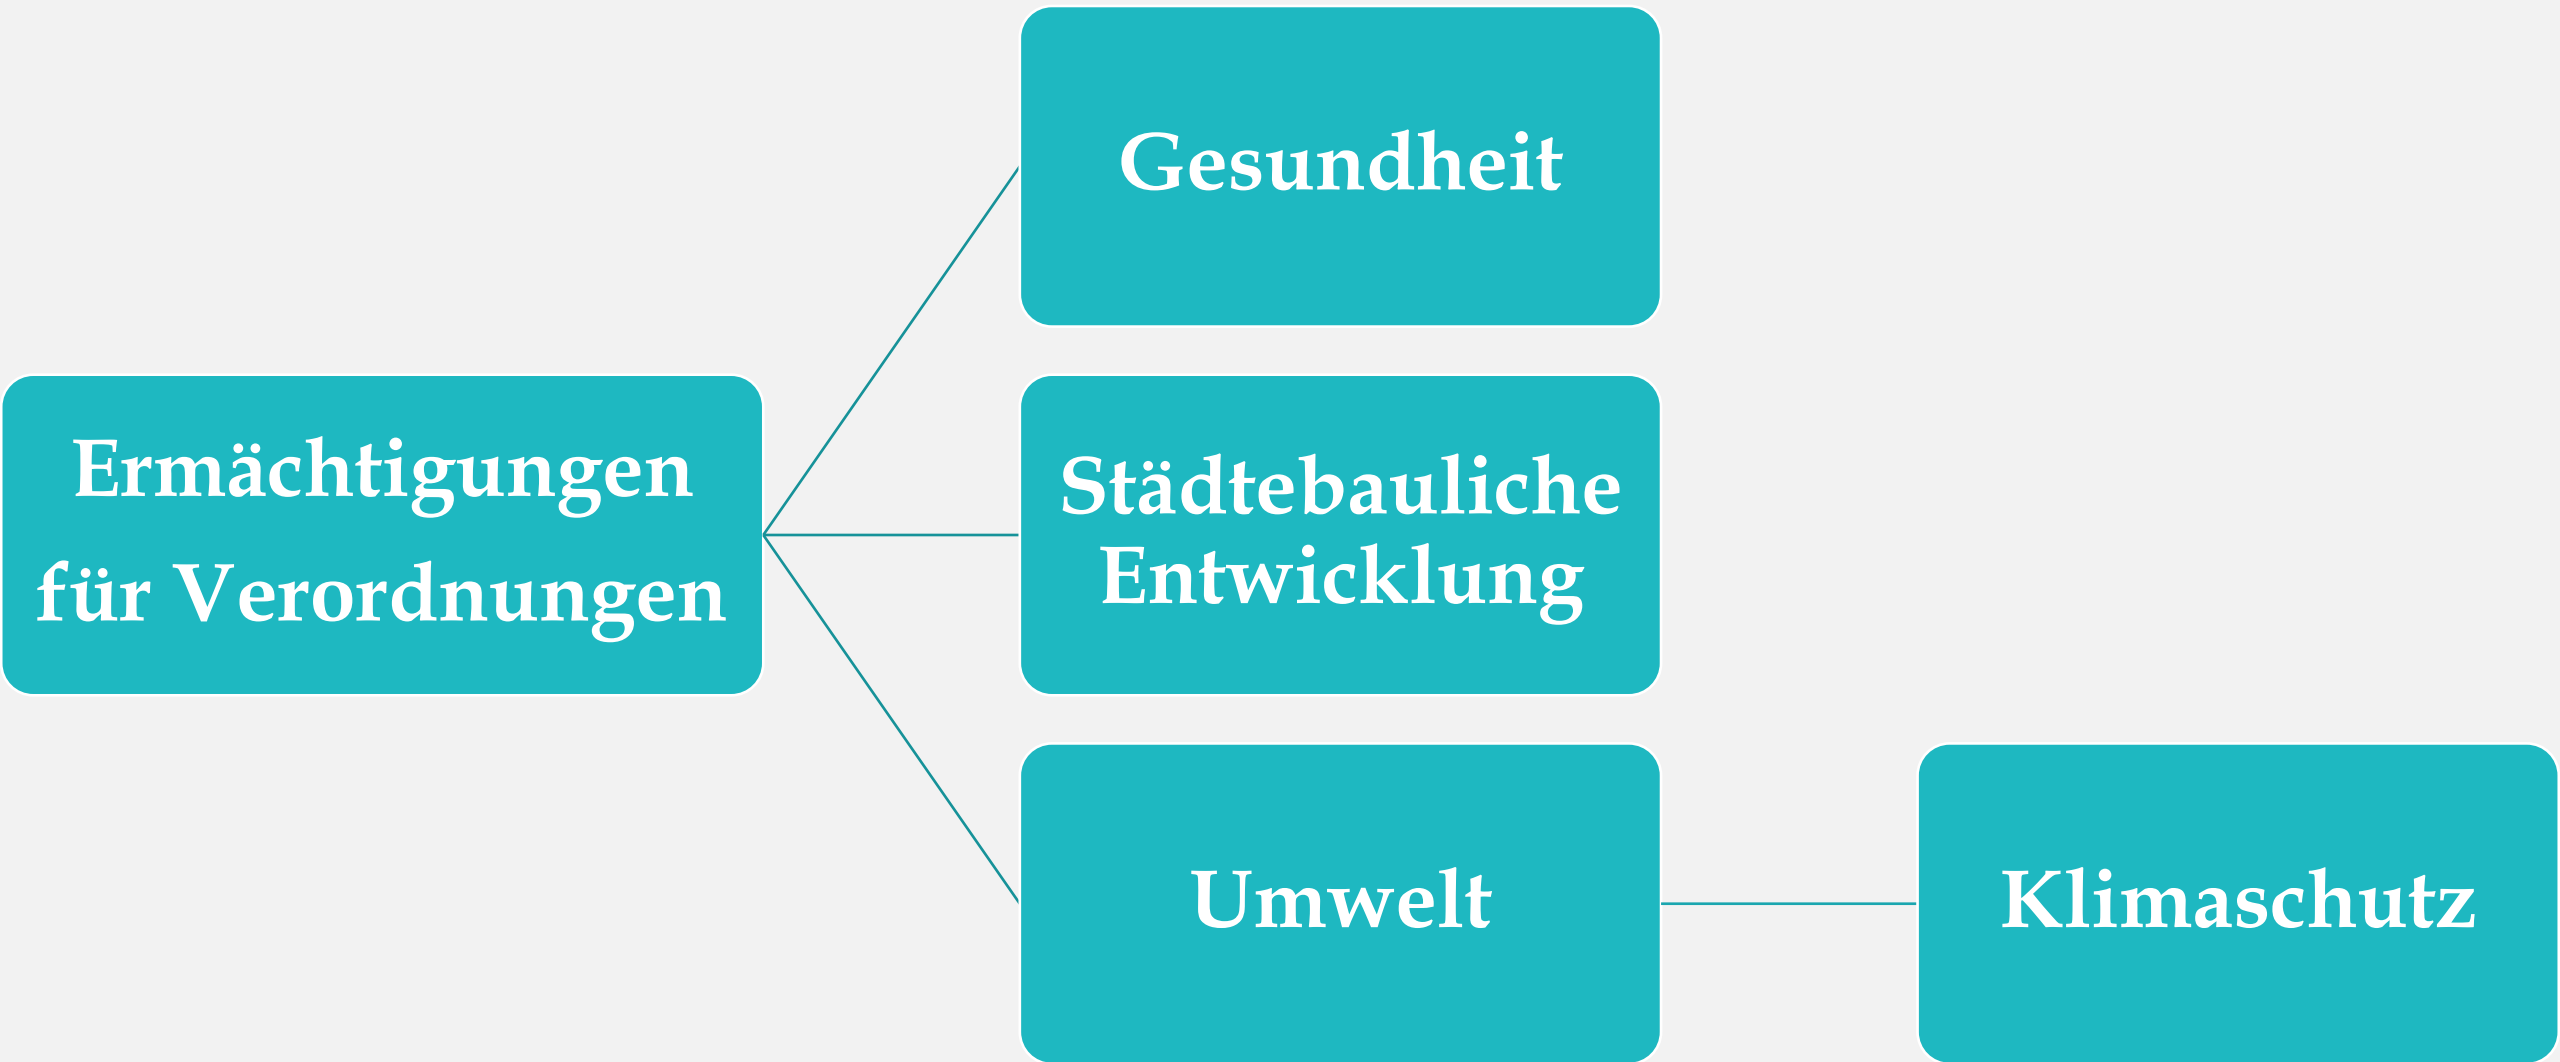 Gesundheit
Ermächtigungen
für Verordnungen
Städtebauliche
Entwicklung
Umwelt
Klimaschutz